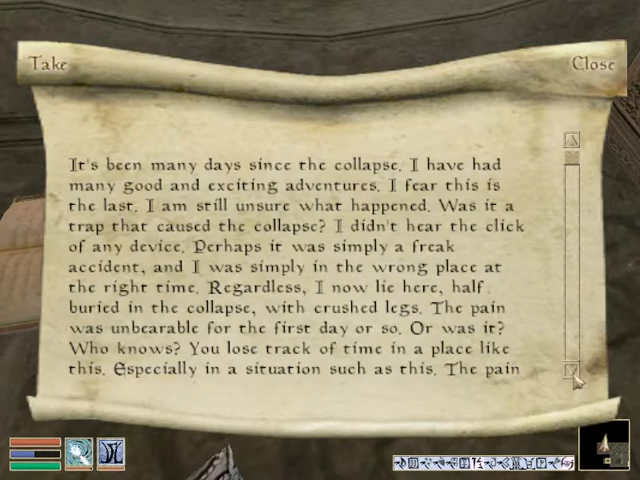 Take
Close
It's been many days since the collapse. I have had
many good and exciting adventures. I fear this is
the last. I am still unsure what happened. Was it a
trap that caused the collapse? I didn't hear the click
of any device. Perhaps it was simply a freak
accident, and I was simply in the wrong place at
the right time. Regardless, I now lie here, half
buried in the collapse, with crushed legs. The pain
was unbearable for the first day or so. Or was it?
Who knows? You lose track of time in a place like
this. Especially in a situation such as this. The pain